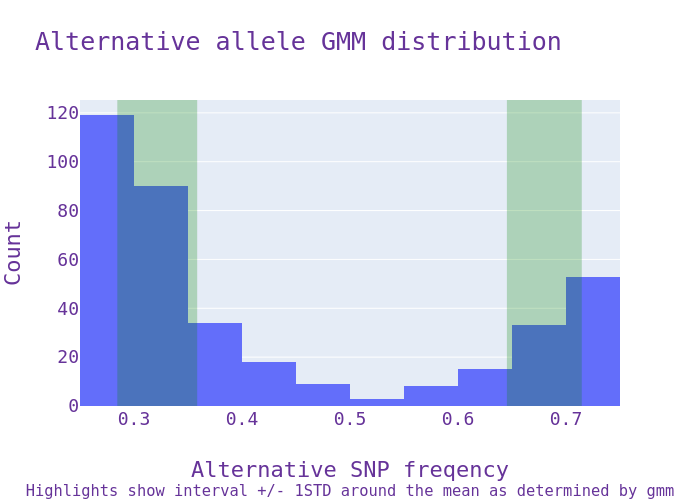 Alternative allele GMM distribution
120
100
80
60
40
20
0
Count
0.3 0.4 0.5 0.6 0.7
Alternative SNP freqency
Highlights show interval +/- 1STD around the mean as determined by gmm